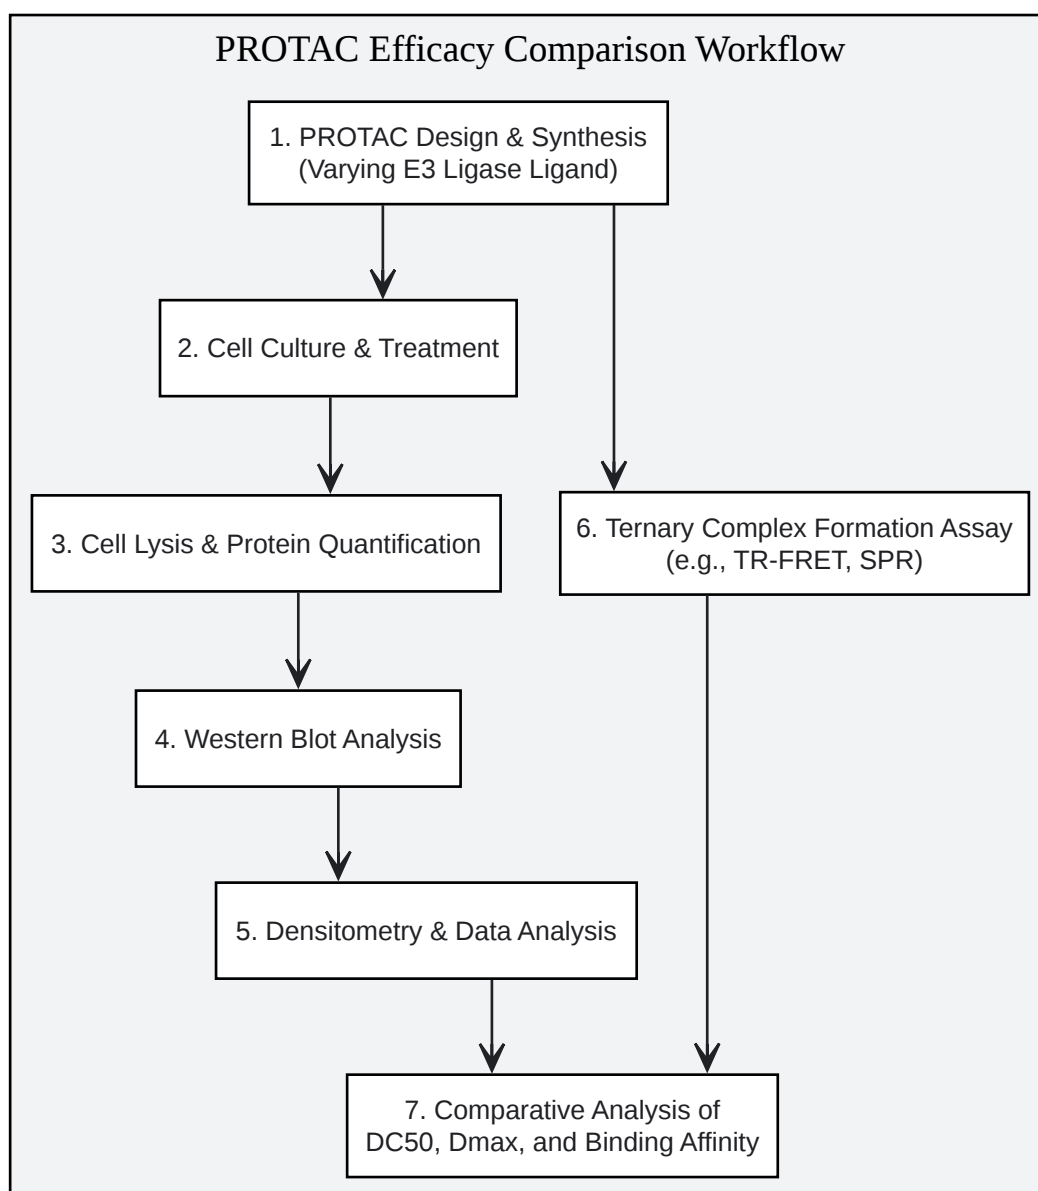 PROTAC Efficacy Comparison Workflow
1. PROTAC Design & Synthesis
(Varying E3 Ligase Ligand)
2. Cell Culture & Treatment
3. Cell Lysis & Protein Quantification
6. Ternary Complex Formation Assay
(e.g., TR-FRET, SPR)
4. Western Blot Analysis
5. Densitometry & Data Analysis
7. Comparative Analysis of
DC50, Dmax, and Binding Affinity